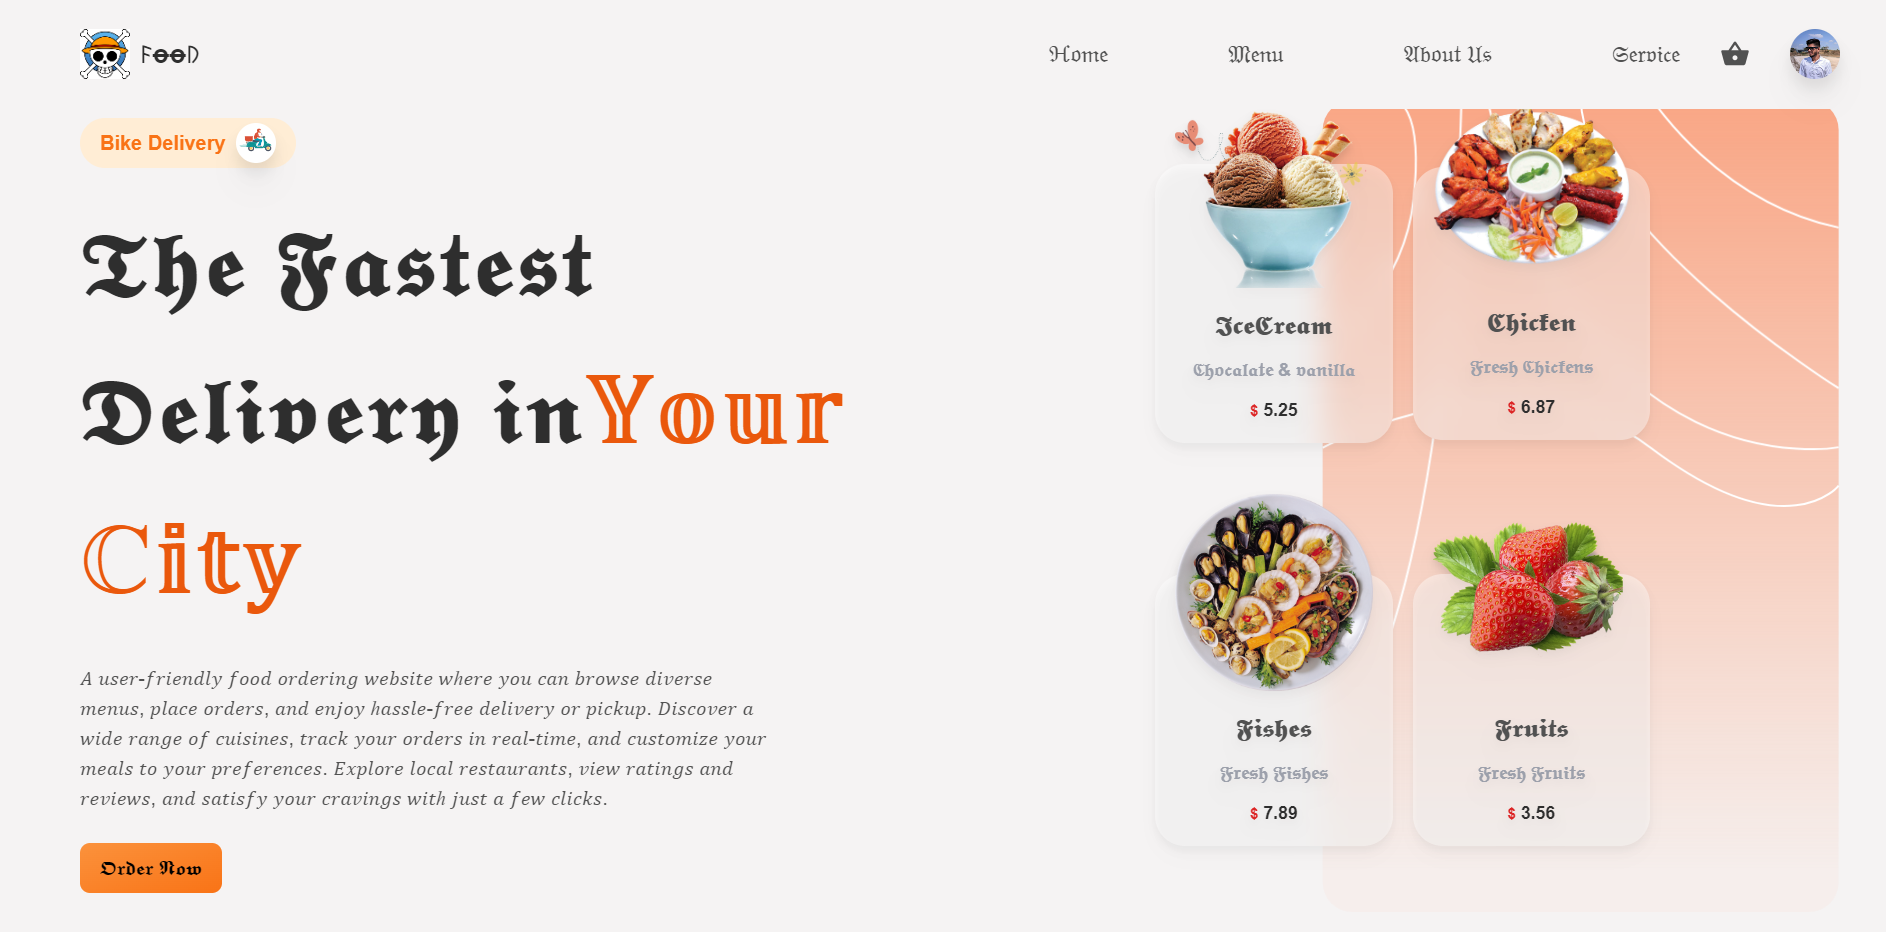 FooD
Home Menu About Us Service
Bike Delivery
The Fastest
Delivery in Your
City
A user-friendly food ordering website where you can browse diverse
menus, place orders, and enjoy hassle-free delivery or pickup. Discover a
wide range of cuisines, track your orders in real-time, and customize your
meals to your preferences. Explore local restaurants, view ratings and
reviews, and satisfy your cravings with just a few clicks.
Order Now
IceCream
Chocalate & vanilla
$ 5.25
Chicken
Fresh Chickens
$ 6.87
Fishes
Fresh Fishes
$ 7.89
Fruits
Fresh Fruits
$ 3.56